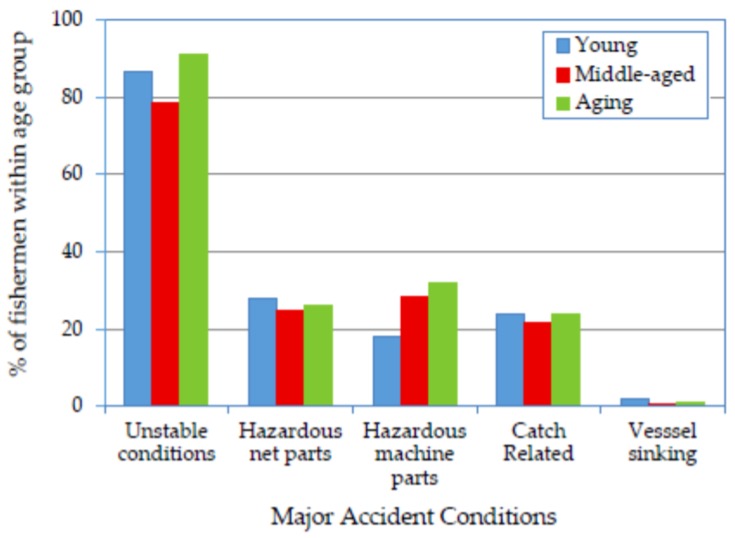 % of fishermen within age group
100
80
60
40
20
0
Young
Middle-aged
Aging
Unstable
conditions
Hazardous
net parts
Hazardous
machine
parts
Catch
Related
Vesssel
sinking
Major Accident Conditions